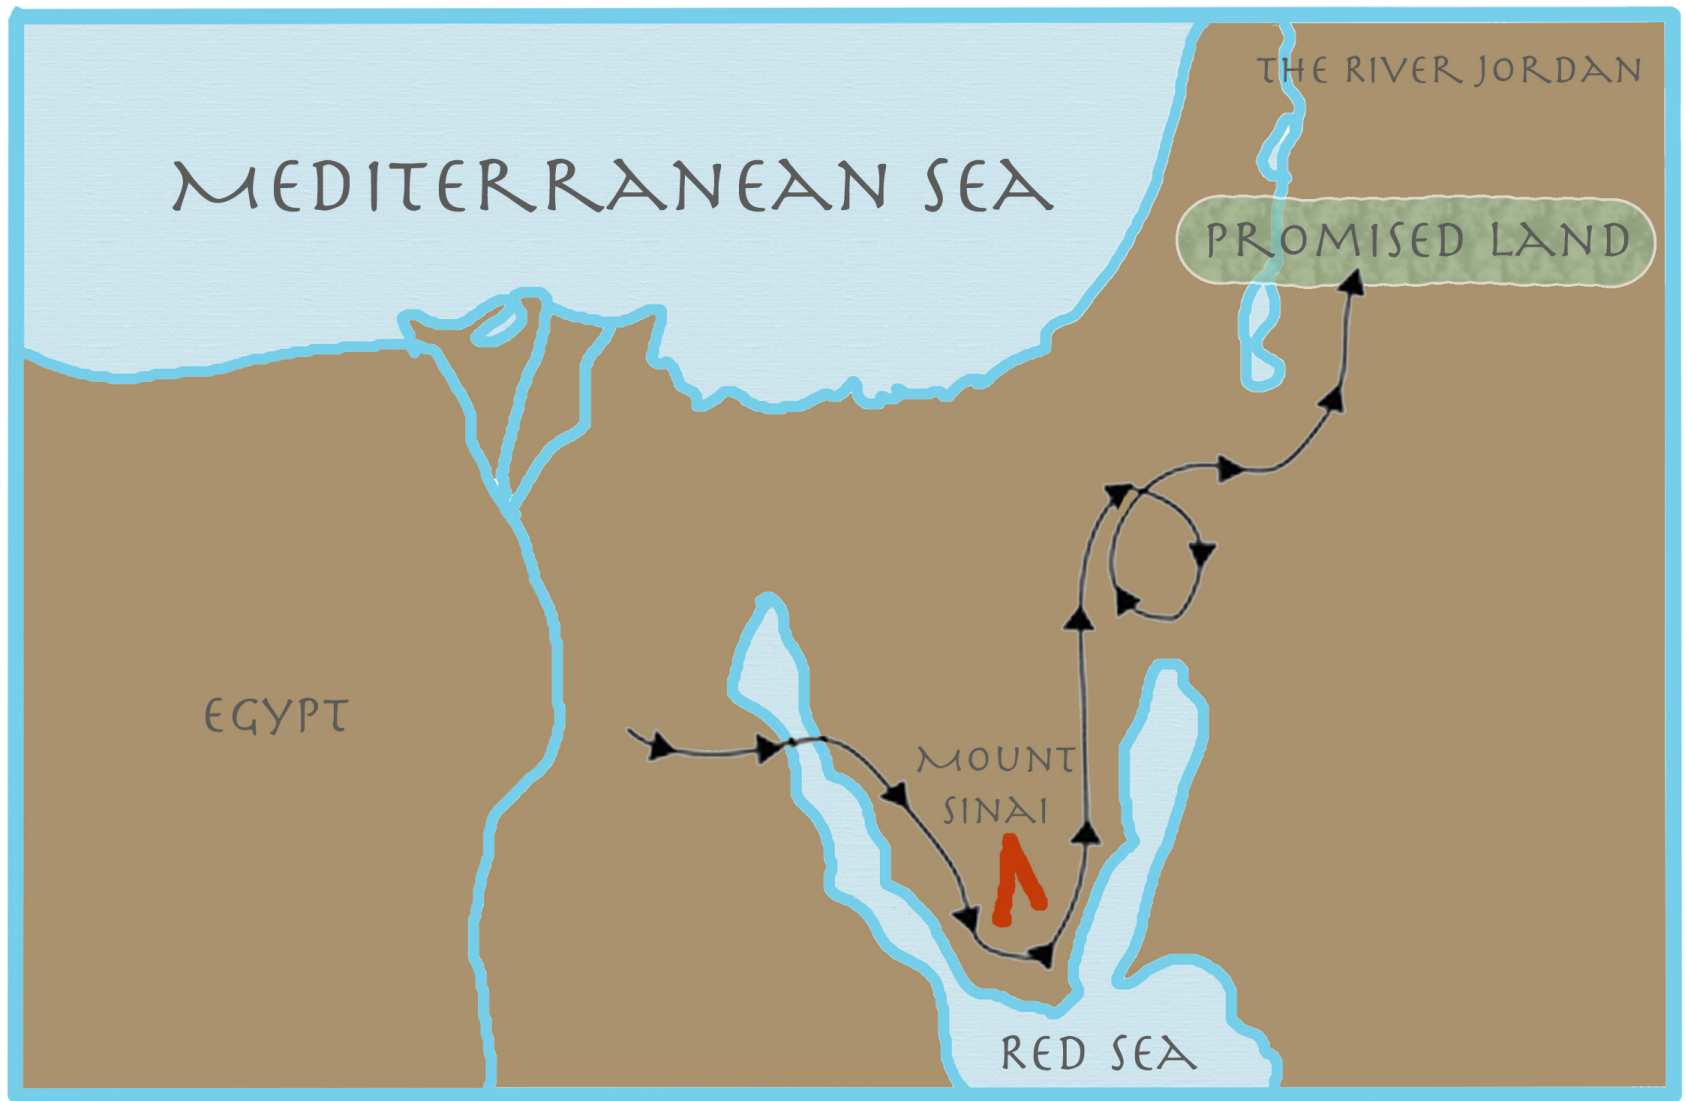 THE RIVER JORDAN
MEDITERRANEAN SEA
PROMISED LAND
EGYPT
MOUNT
SINAI
RED SEA